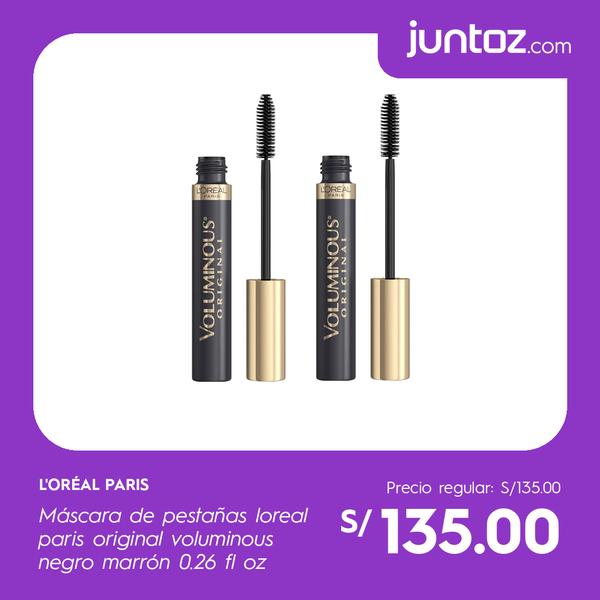 juntoz.com
L'ORÉAL
PARIS
VOLUMINOUS®
ORIGINAL
L'ORÉAL
PARIS
VOLUMINOUS®
ORIGINAL
L'ORÉAL PARIS
Máscara de pestañas loreal
paris original voluminous
negro marrón 0.26 fl oz
Precio regular: S/135.00
S/135.00